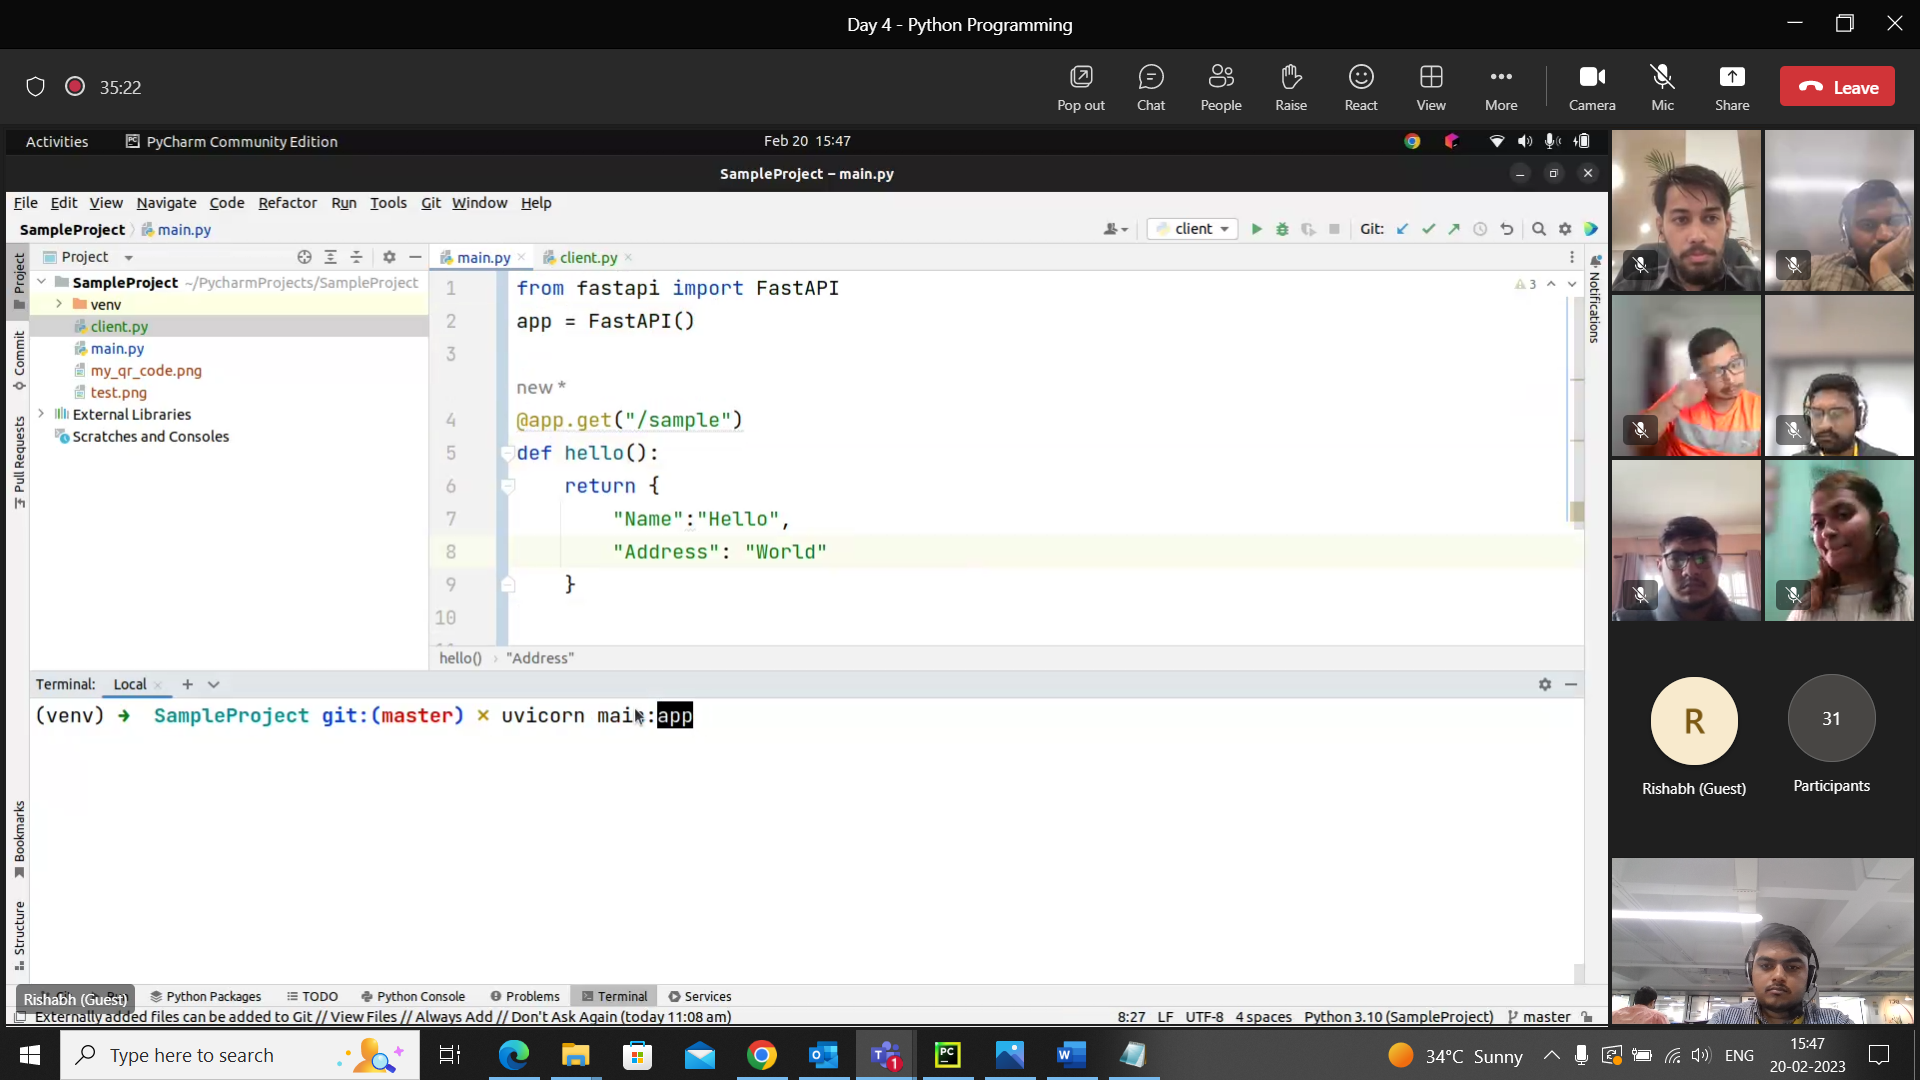 Day 4 - Python Programming
35:22
Pop out
Chat
People
Raise
React
View
More
Camera
Mic
Share
Leave
Activities
PyCharm Community Edition
Feb 20 15:47
SampleProject – main.py
File Edit View Navigate Code Refactor Run Tools Git Window Help
SampleProject
main.py
client
Git:
Project
SampleProject ~/PycharmProjects/SampleProject
venv
client.py
main.py
my_qr_code.png
test.png
External Libraries
Scratches and Consoles
Project
Commit
Pull Requests
Bookmarks
Structure
Notifications
main.py
client.py
3
1 from fastapi import FastAPI
2 app = FastAPI()
3
new *
4 @app.get("/sample")
5 def hello():
6 return {
7 "Name":"Hello",
8 "Address": "World"
9 }
10
hello() › "Address"
Terminal: Local
(venv) ➜ SampleProject git:(master) ✗ uvicorn main:app
Rishabh (Guest)
Python Packages
TODO
Python Console
Problems
Terminal
Services
Externally added files can be added to Git // View Files // Always Add // Don't Ask Again (today 11:08 am)
8:27 LF UTF-8 4 spaces Python 3.10 (SampleProject) master
R
Rishabh (Guest)
31
Participants
Type here to search
PC
W
1
34°C Sunny
ENG
15:47
20-02-2023